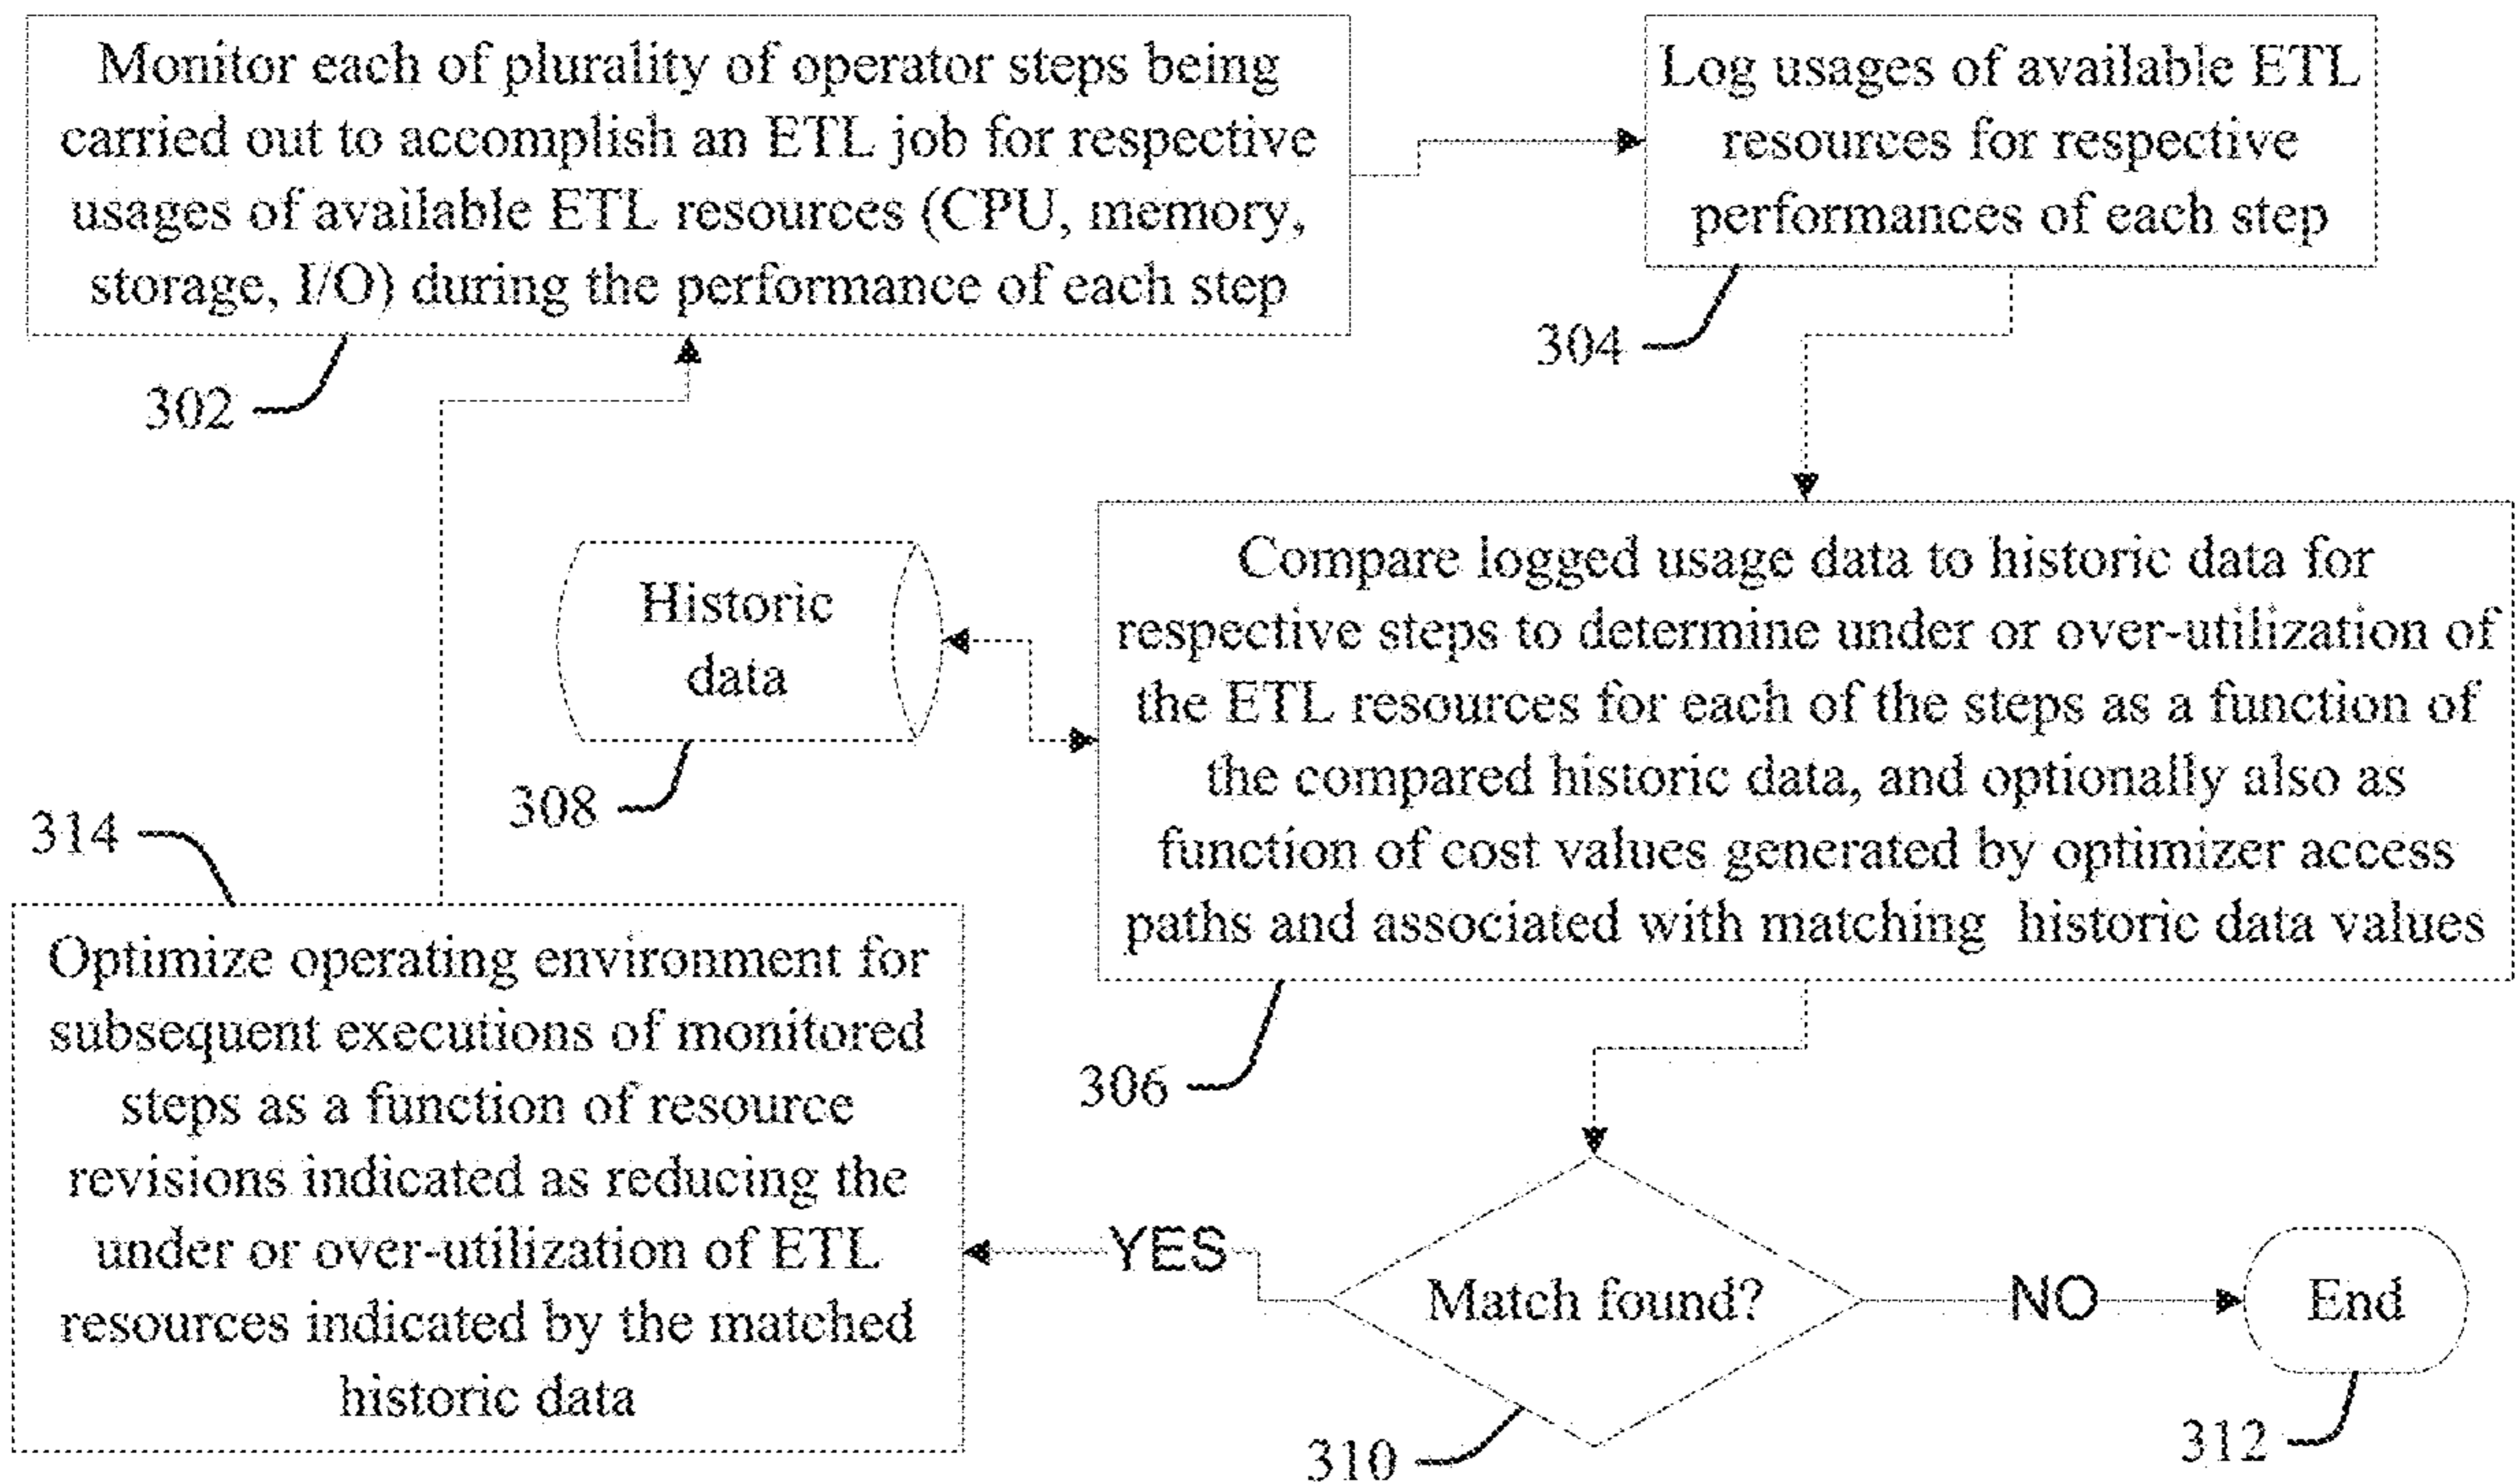 Monitor each of plurality of operator steps being
carried out to accomplish an ETL job for respective
usages of available ETL resources (CPU, memory,
storage, I/O) during the performance of each step
302
Log usages of available ETL
resources for respective
performances of each step
304
Compare logged usage data to historic data for
respective steps to determine under or over-utilization of
the ETL resources for each of the steps as a function of
the compared historic data, and optionally also as
function of cost values generated by optimizer access
paths and associated with matching historic data values
306
Historic
data
308
Match found?
310
YES
NO
End
312
314
Optimize operating environment for
subsequent executions of monitored
steps as a function of resource
revisions indicated as reducing the
under or over-utilization of ETL
resources indicated by the matched
historic data